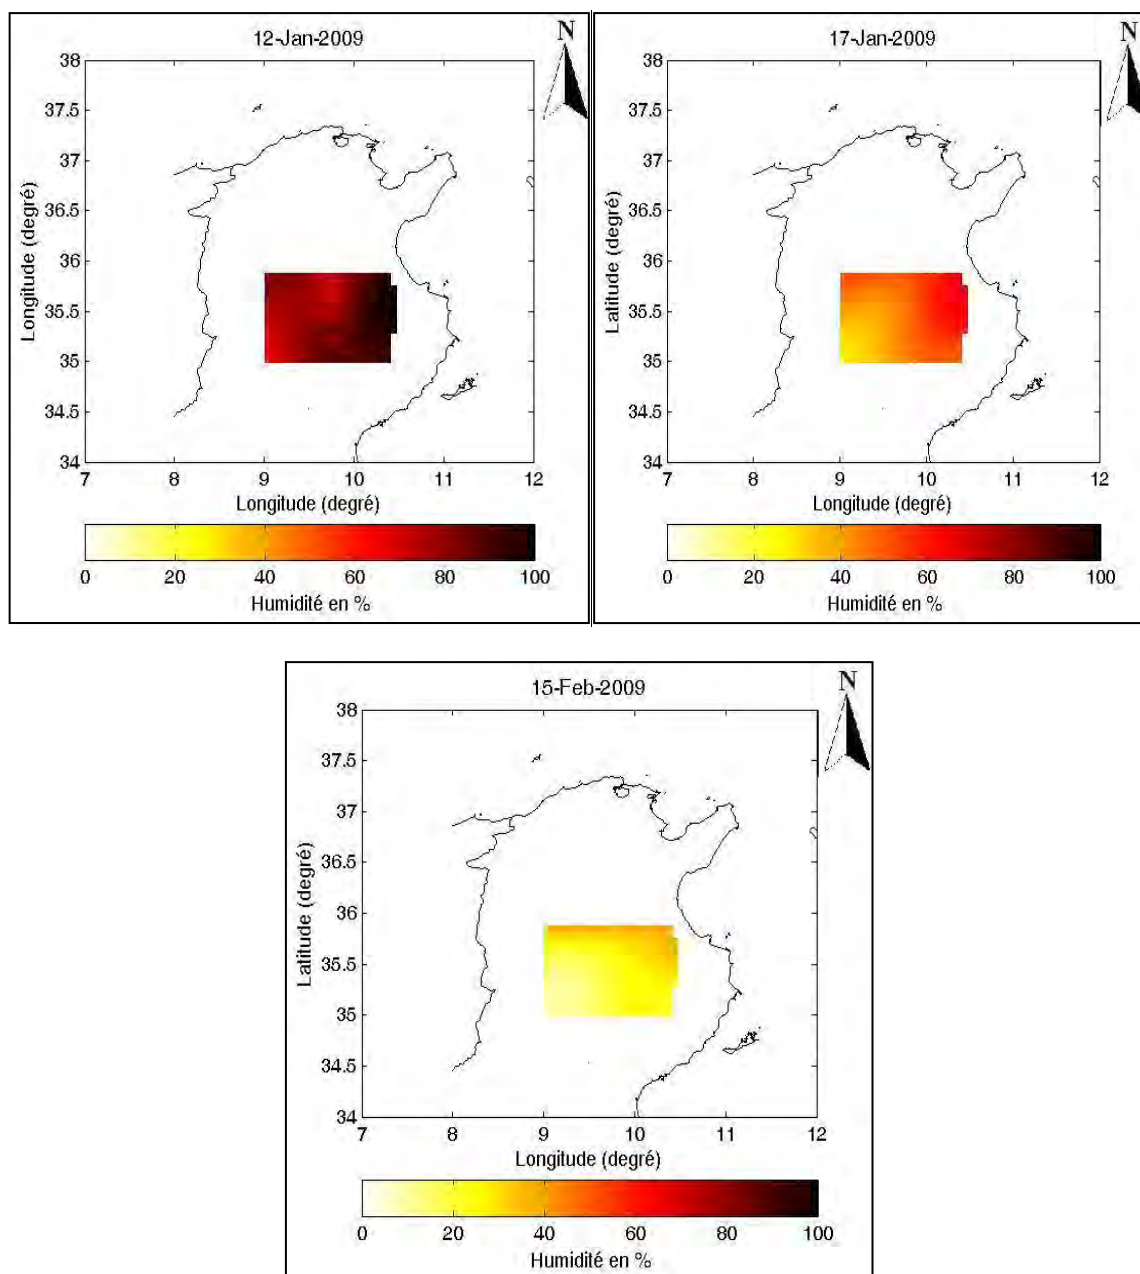 12-Jan-2009
N
38
37.5
37
36.5
36
35.5
35
34.5
34
Longitude (degré)
7 8 9 10 11 12
Longitude (degré)
0 20 40 60 80 100
Humidité en %
17-Jan-2009
N
38
37.5
37
36.5
36
35.5
35
34.5
34
Latitude (degré)
7 8 9 10 11 12
Longitude (degré)
0 20 40 60 80 100
Humidité en %
15-Feb-2009
N
38
37.5
37
36.5
36
35.5
35
34.5
34
Latitude (degré)
7 8 9 10 11 12
Longitude (degré)
0 20 40 60 80 100
Humidité en %